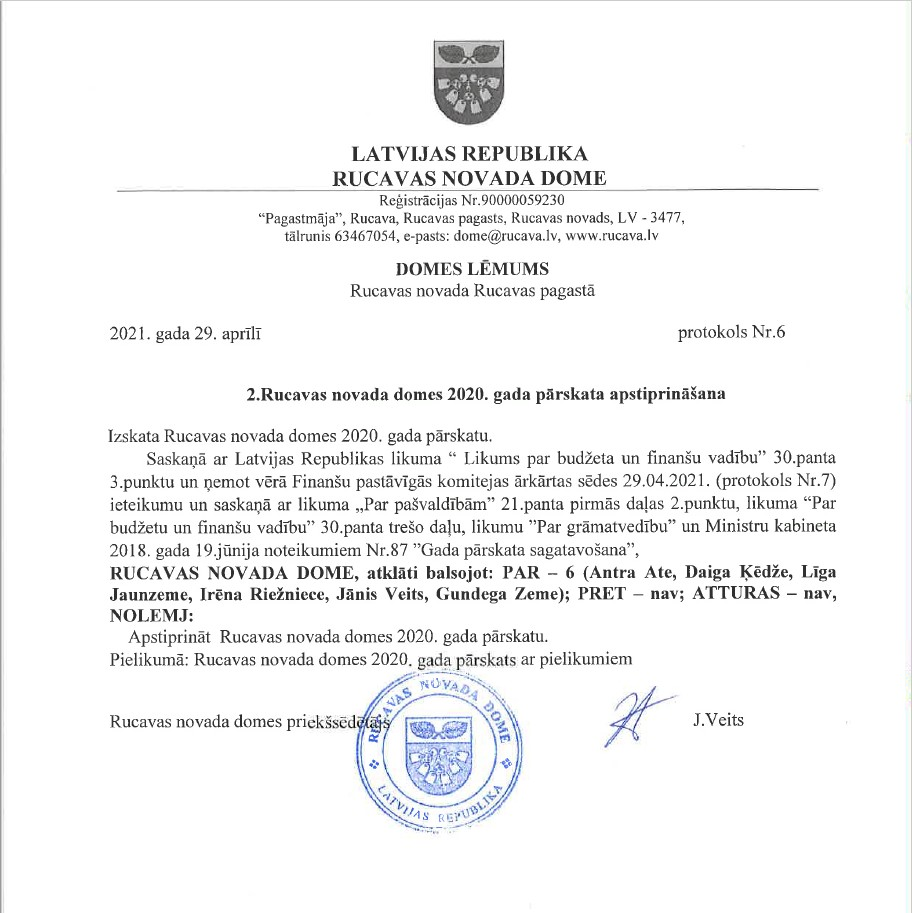 LATVIJAS REPUBLIKA
RUCAVAS NOVADA DOME
Reģistrācijas Nr.90000059230
“Pagastmāja”, Rucava, Rucavas pagasts, Rucavas novads, LV - 3477,
tālrunis 63467054, e-pasts: dome@rucava.lv, www.rucava.lv
DOMES LĒMUMS
Rucavas novada Rucavas pagastā
2021. gada 29. aprīlī protokols Nr.6
2.Rucavas novada domes 2020. gada pārskata apstiprināšana
Izskata Rucavas novada domes 2020. gada pārskatu.
Saskaņā ar Latvijas Republikas likuma “ Likums par budžeta un finanšu vadību” 30.panta
3.punktu un ņemot vērā Finanšu pastāvīgās komitejas ārkārtas sēdes 29.04.2021. (protokols Nr.7)
ieteikumu un saskaņā ar likuma „Par pašvaldībām” 21.panta pirmās daļas 2.punktu, likuma “Par
budžetu un finanšu vadību” 30.panta trešo daļu, likumu ”Par grāmatvedību” un Ministru kabineta
2018. gada 19.jūnija noteikumiem Nr.87 ”Gada pārskata sagatavošana”,
RUCAVAS NOVADA DOME, atklāti balsojot: PAR – 6 (Antra Ate, Daiga Ķēdže, Līga
Jaunzeme, Irēna Riežniece, Jānis Veits, Gundega Zeme); PRET – nav; ATTURAS – nav,
NOLEMJ:
Apstiprināt Rucavas novada domes 2020. gada pārskatu.
Pielikumā: Rucavas novada domes 2020. gada pārskats ar pielikumiem
Rucavas novada domes priekšsēdētājs J.Veits
RUCAVAS NOVADA DOME
LATVIJAS REPUBLIKA